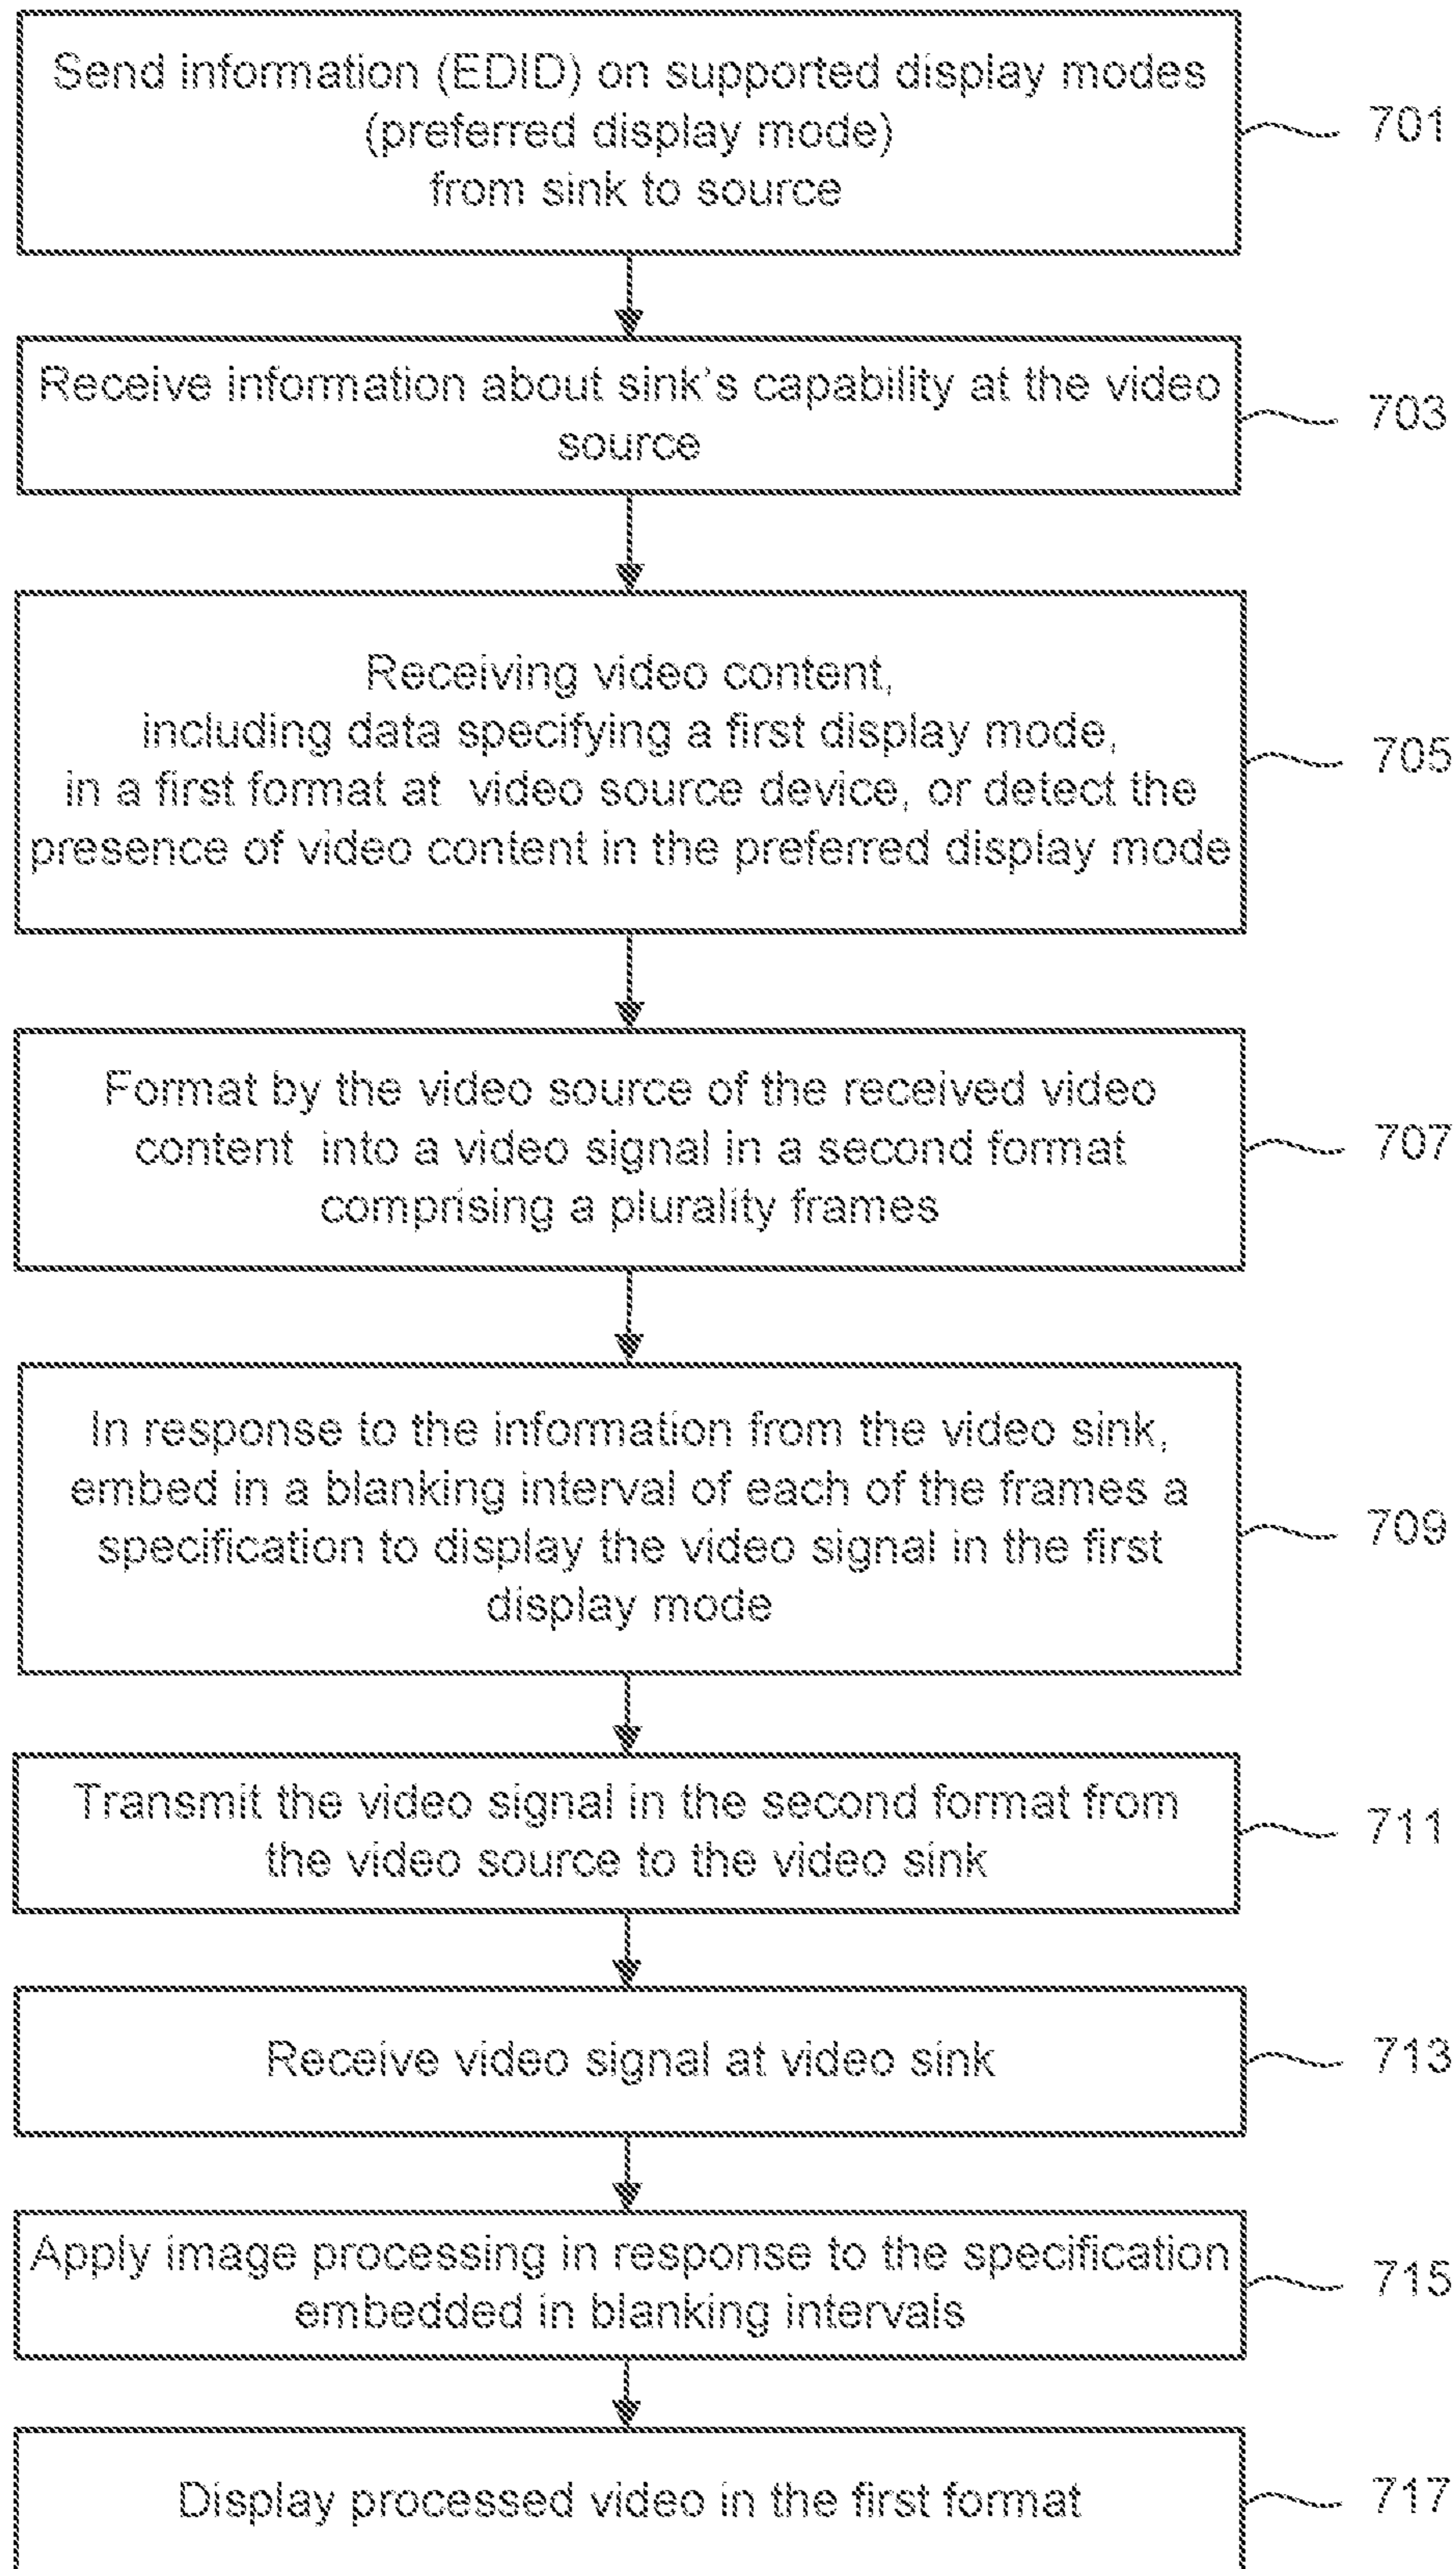 Send information (EDID) on supported display modes
(preferred display mode)
from sink to source
701
Receive information about sink's capability at the video
source
703
Receiving video content,
including data specifying a first display mode,
in a first format at video source device, or detect the
presence of video content in the preferred display mode
705
Format by the video source of the received video
content into a video signal in a second format
comprising a plurality frames
707
In response to the information from the video sink,
embed in a blanking interval of each of the frames a
specification to display the video signal in the first
display mode
709
Transmit the video signal in the second format from
the video source to the video sink
711
Receive video signal at video sink
713
Apply image processing in response to the specification
embedded in blanking intervals
715
Display processed video in the first format
717